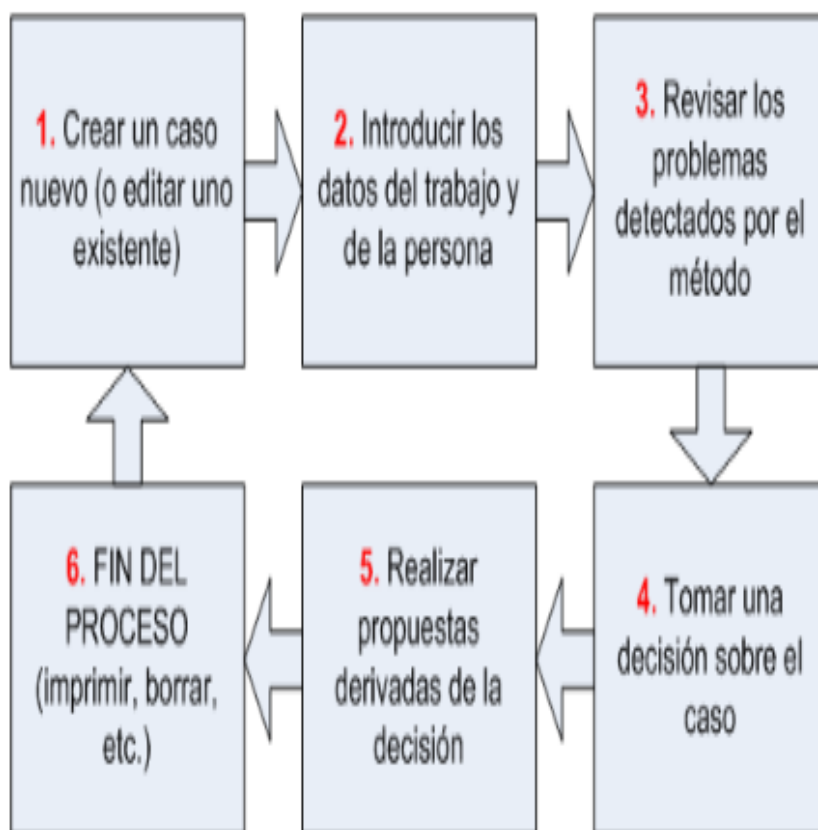 1. Crear un caso
nuevo (o editar uno
existente)
2. Introducir los
datos del trabajo y
de la persona
3. Revisar los
problemas
detectados por el
método
4. Tomar una
decisión sobre el
caso
5. Realizar
propuestas
derivadas de la
decisión
6. FIN DEL
PROCESO
(imprimir, borrar,
etc.)